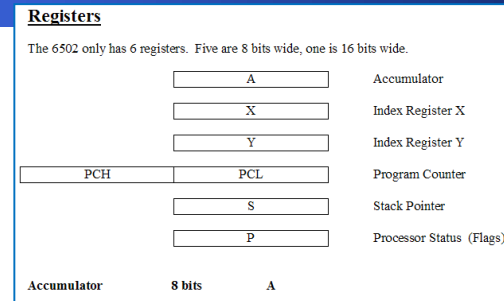 Registers
The 6502 only has 6 registers. Five are 8 bits wide, one is 16 bits wide.
A Accumulator
X Index Register X
Y Index Register Y
PCH PCL Program Counter
S Stack Pointer
P Processor Status (Flags)
Accumulator 8 bits A